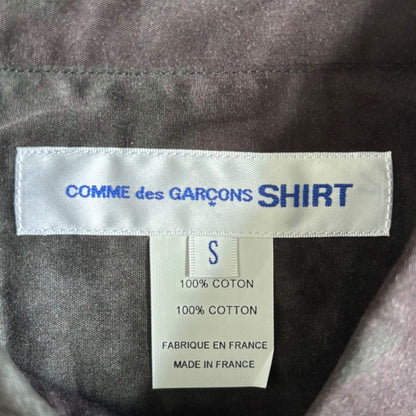 COMME des GARÇONS SHIRT
S
100% COTON
100% COTTON
FABRIQUE EN FRANCE
MADE IN FRANCE